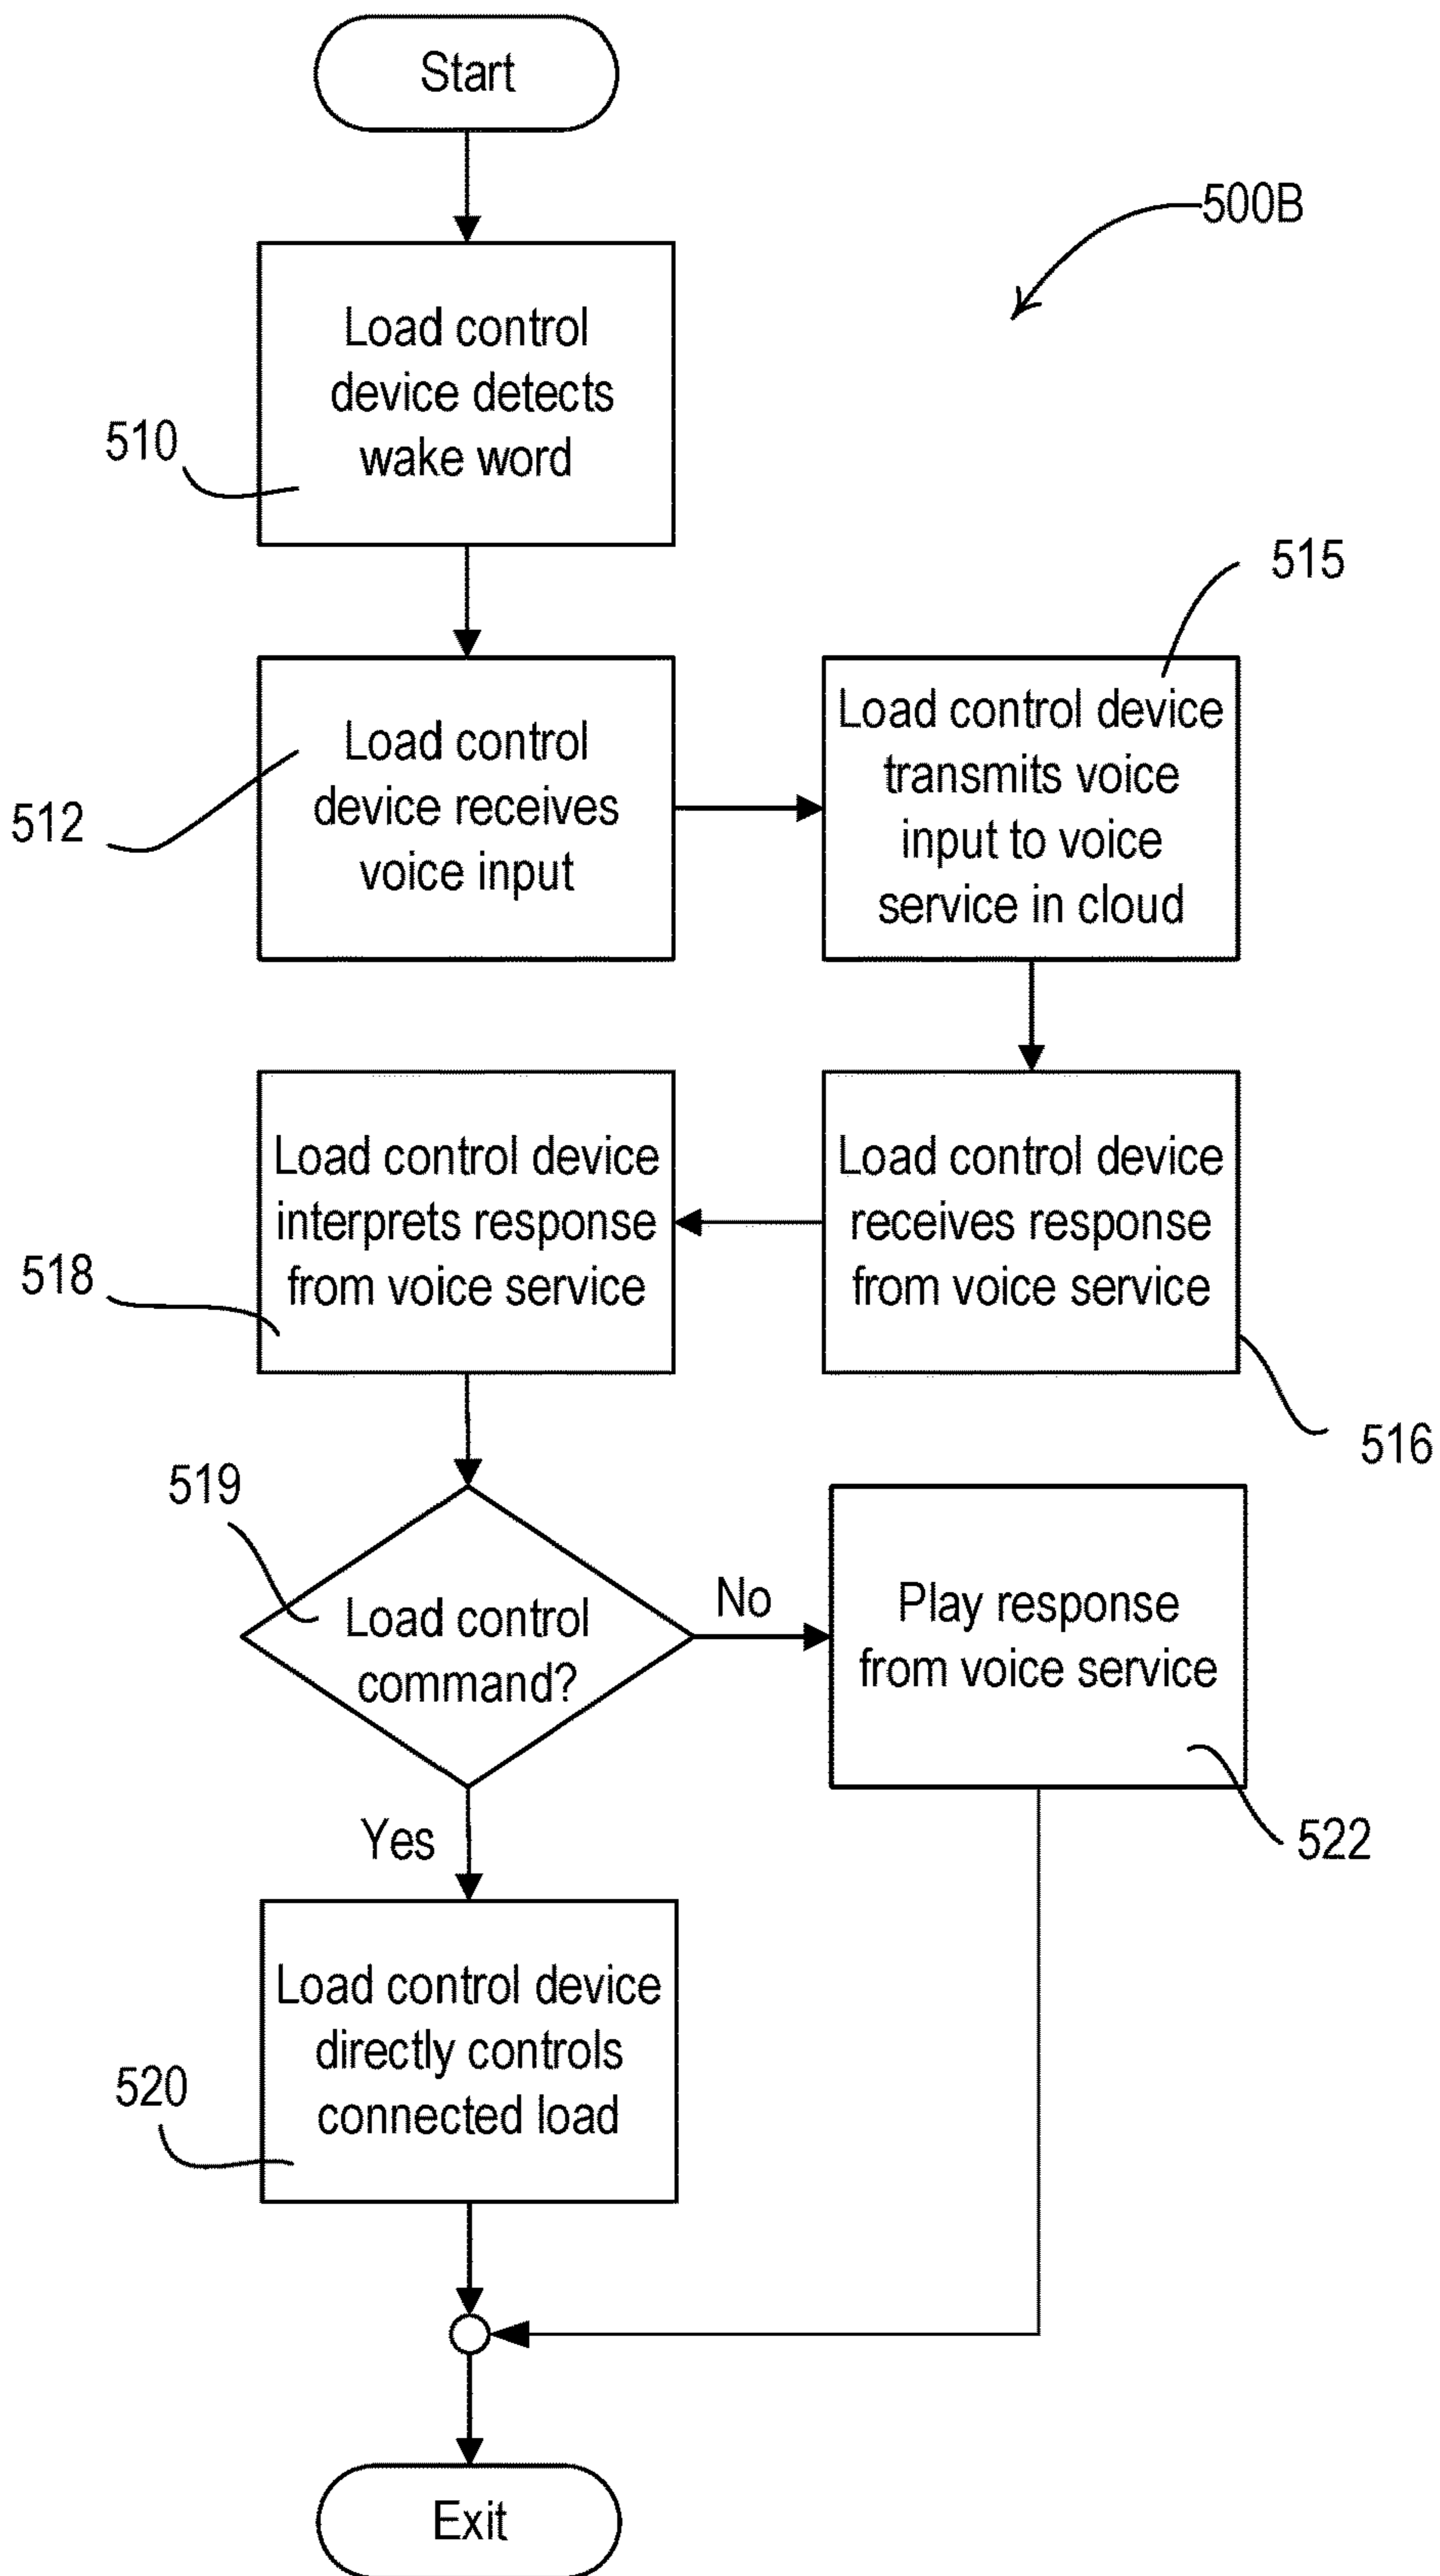 Start
500B
Load control
device detects
wake word
510
515
Load control
device receives
voice input
512
Load control device
transmits voice
input to voice
service in cloud
Load control device
interprets response
from voice service
518
Load control device
receives response
from voice service
516
519
Load control
command?
No
Play response
from voice service
522
Yes
Load control device
directly controls
connected load
520
Exit